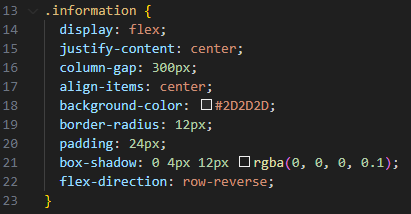 13 .information {
14 display: flex;
15 justify-content: center;
16 column-gap: 300px;
17 align-items: center;
18 background-color: #2D2D2D;
19 border-radius: 12px;
20 padding: 24px;
21 box-shadow: 0 4px 12px rgba(0, 0, 0, 0.1);
22 flex-direction: row-reverse;
23 }